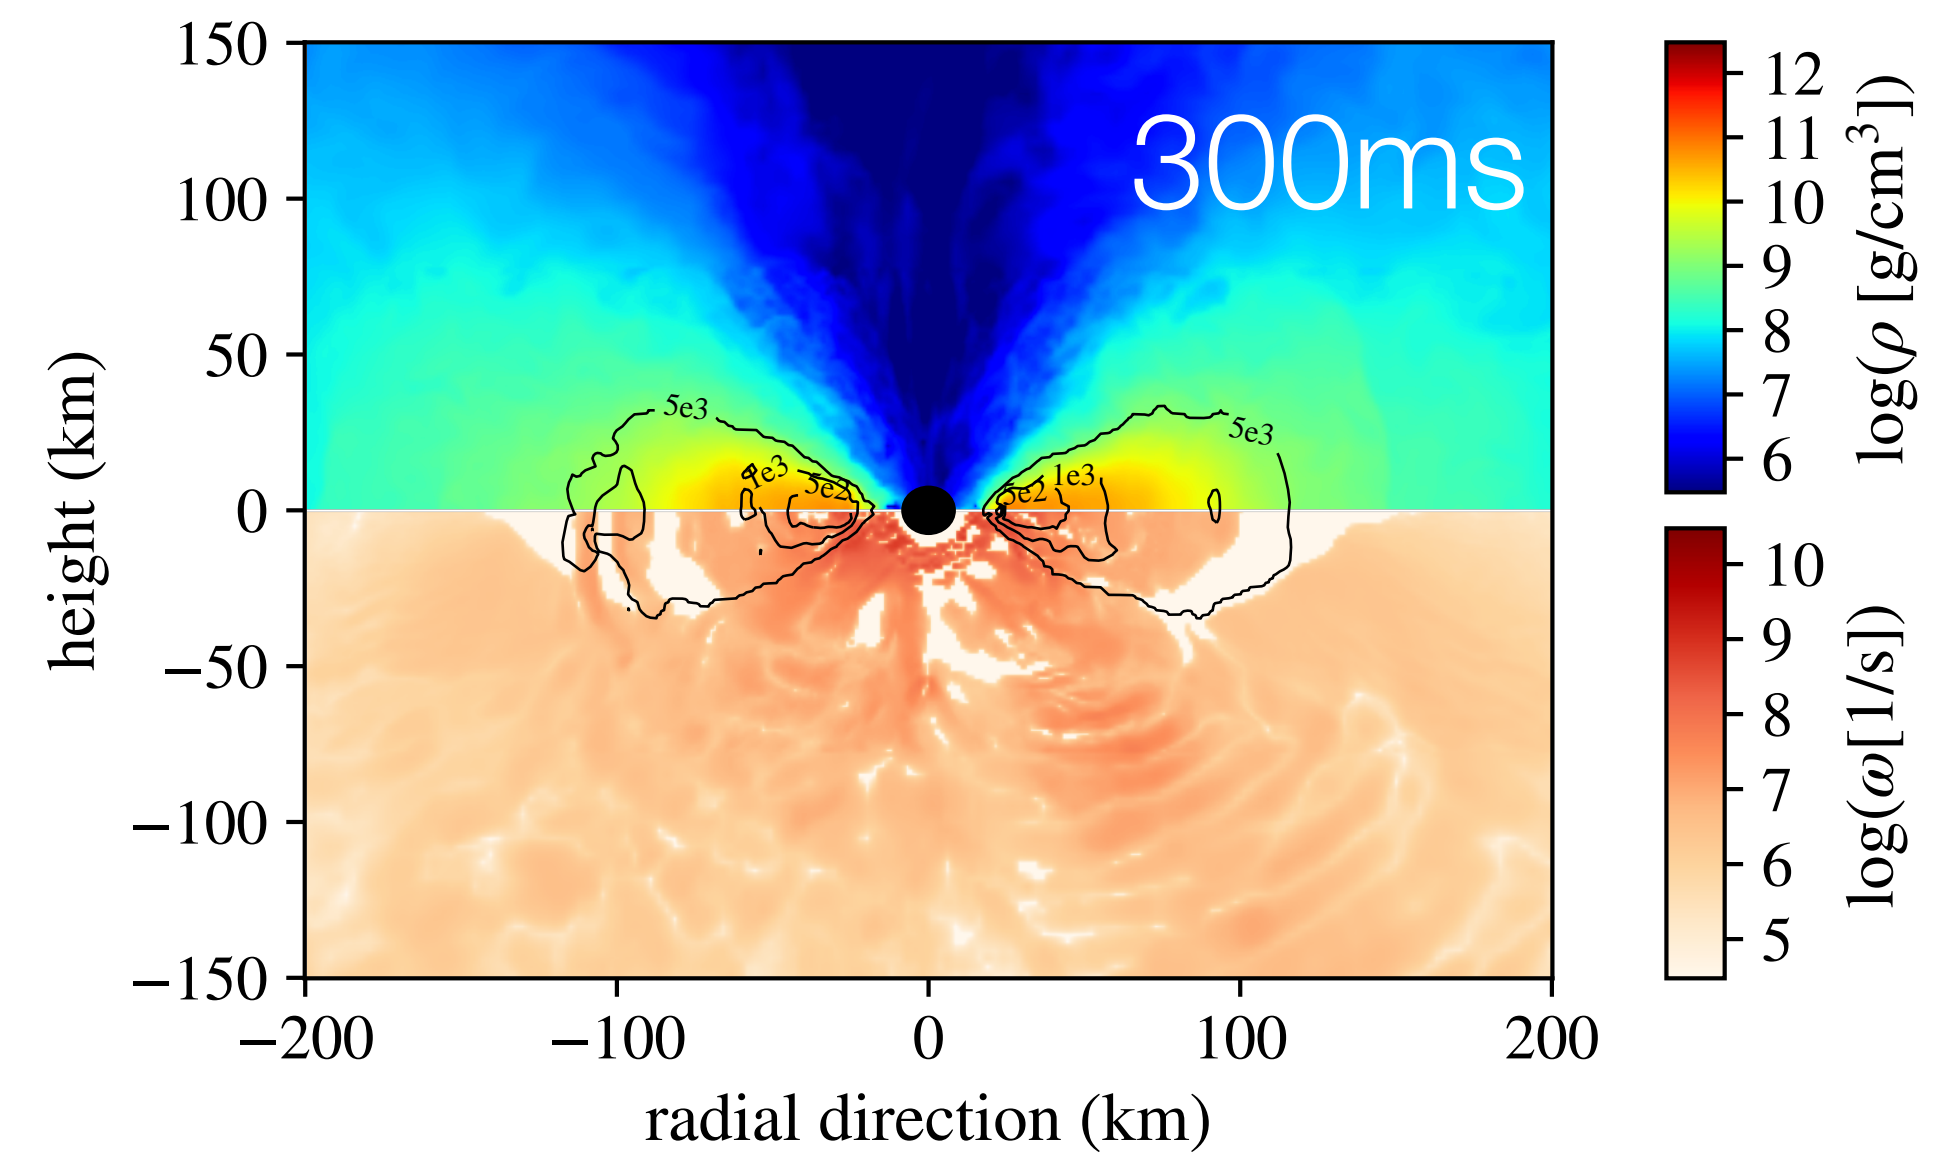 150
100
50
0
−50
−100
−150
height (km)
−200
−100
0
100
200
radial direction (km)
300ms
5e3
1e3
5e2
5e3
1e3
5e2
12
11
10
9
8
7
6
log(ρ [g/cm³])
10
9
8
7
6
5
log(ω[1/s])